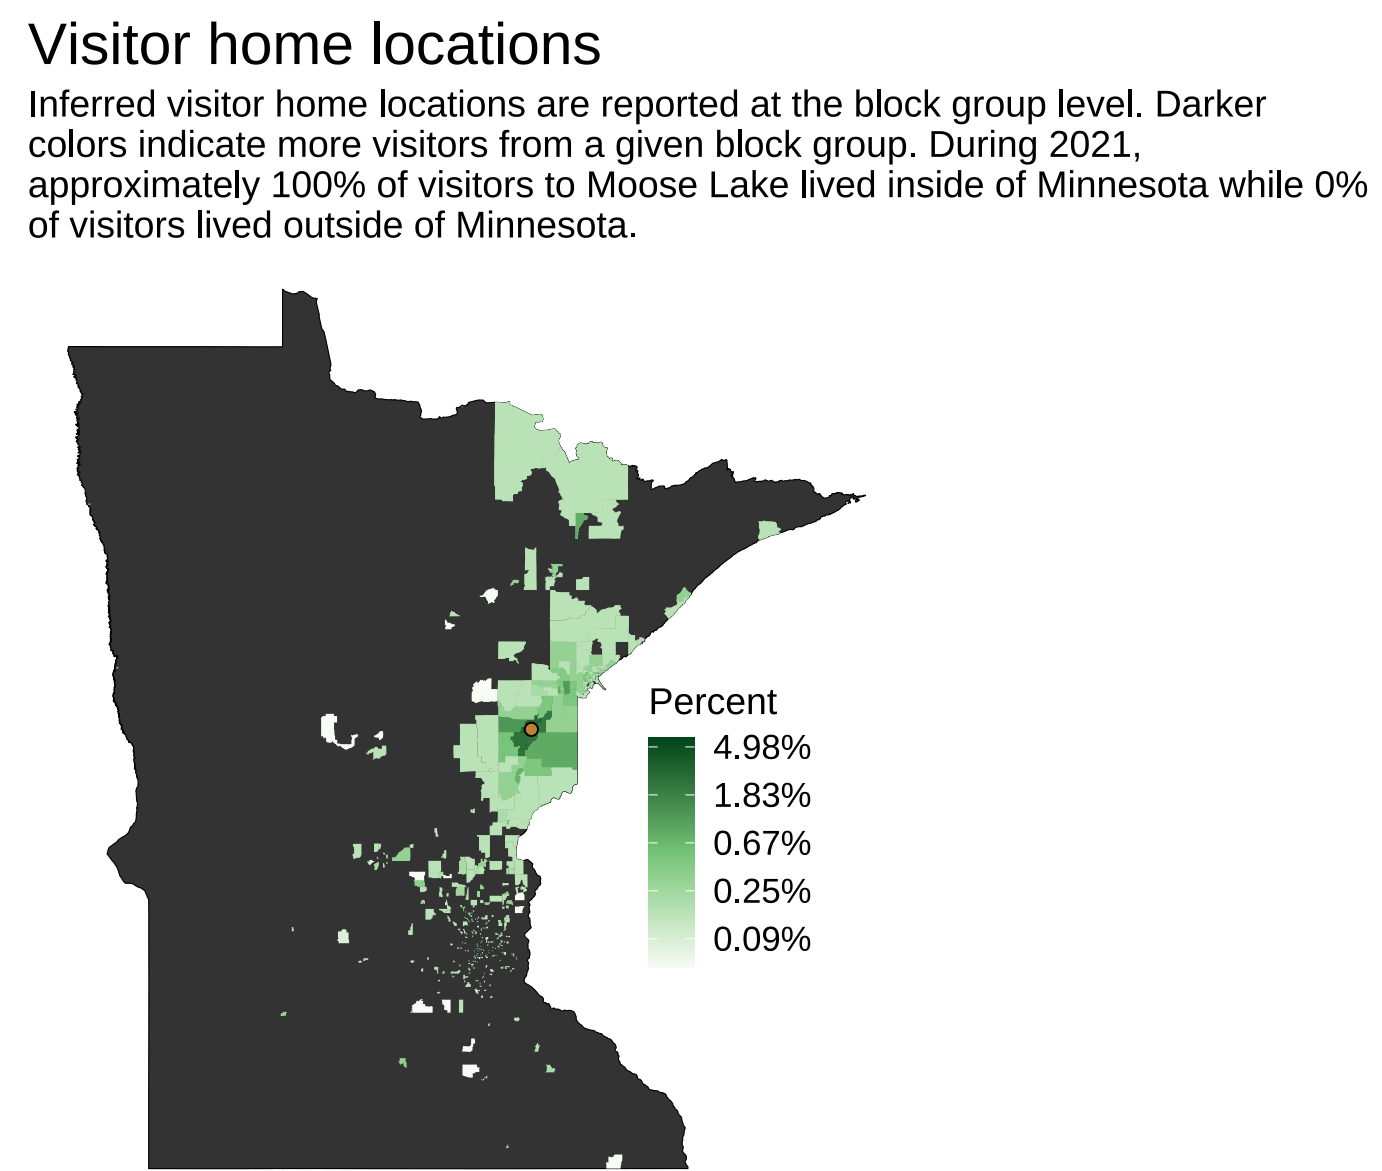 Visitor home locations
Inferred visitor home locations are reported at the block group level. Darker
colors indicate more visitors from a given block group. During 2021,
approximately 100% of visitors to Moose Lake lived inside of Minnesota while 0%
of visitors lived outside of Minnesota.
Percent
4.98%
1.83%
0.67%
0.25%
0.09%